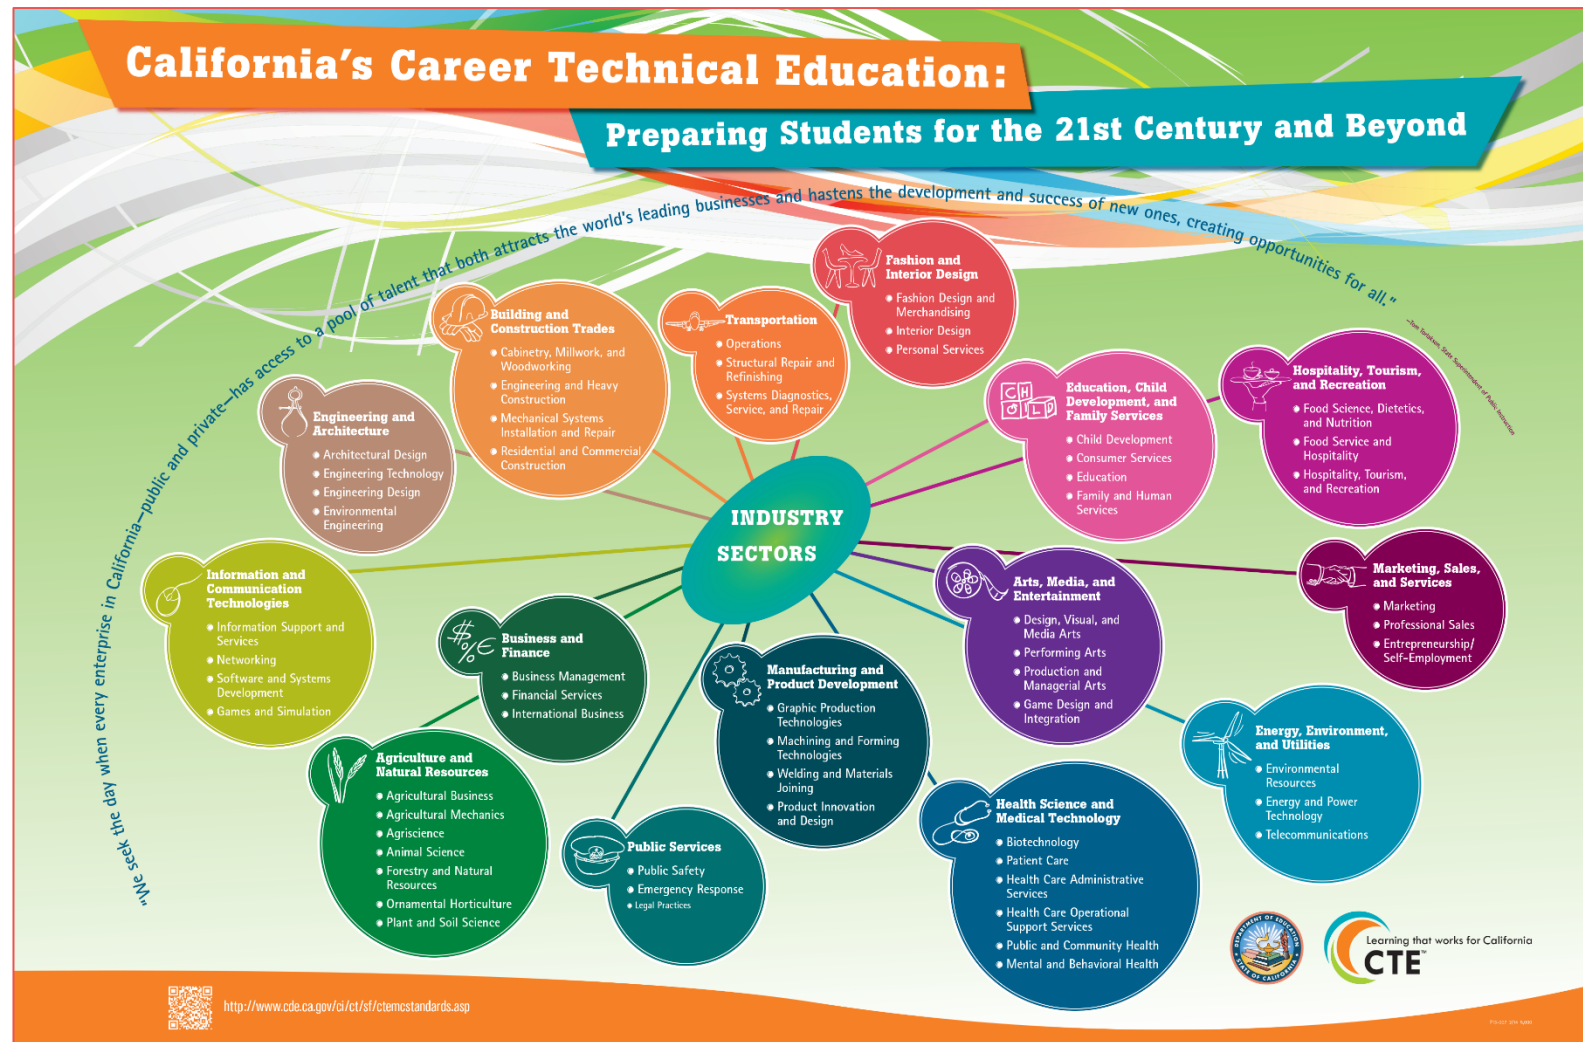 California's Career Technical Education:
Preparing Students for the 21st Century and Beyond
"We seek the day when every enterprise in California—public and private—has access to a pool of talent that both attracts the world's leading businesses and hastens the development and success of new ones, creating opportunities for all."
Fashion and
Interior Design
Fashion Design and
Merchandising
Interior Design
Personal Services
Building and
Construction Trades
Cabinetry, Millwork, and
Woodworking
Engineering and Heavy
Construction
Mechanical Systems
Installation and Repair
Residential and Commercial
Construction
Transportation
Operations
Structural Repair and
Refinishing
Systems Diagnostics,
Service, and Repair
Engineering and
Architecture
Architectural Design
Engineering Technology
Engineering Design
Environmental
Engineering
CH
ILD
Education, Child
Development, and
Family Services
Child Development
Consumer Services
Education
Family and Human
Services
Hospitality, Tourism,
and Recreation
Food Science, Dietetics,
and Nutrition
Food Service and
Hospitality
Hospitality, Tourism,
and Recreation
INDUSTRY
SECTORS
Information and
Communication
Technologies
Information Support and
Services
Networking
Software and Systems
Development
Games and Simulation
$
%€
Business and
Finance
Business Management
Financial Services
International Business
Arts, Media, and
Entertainment
Design, Visual, and
Media Arts
Performing Arts
Production and
Managerial Arts
Game Design and
Integration
Marketing, Sales,
and Services
Marketing
Professional Sales
Entrepreneurship/
Self-Employment
Manufacturing and
Product Development
Graphic Production
Technologies
Machining and Forming
Technologies
Welding and Materials
Joining
Product Innovation
and Design
Agriculture and
Natural Resources
Agricultural Business
Agricultural Mechanics
Agriscience
Animal Science
Forestry and Natural
Resources
Ornamental Horticulture
Plant and Soil Science
Public Services
Public Safety
Emergency Response
Legal Practices
Health Science and
Medical Technology
Biotechnology
Patient Care
Health Care Administrative
Services
Health Care Operational
Support Services
Public and Community Health
Mental and Behavioral Health
Energy, Environment,
and Utilities
Environmental
Resources
Energy and Power
Technology
Telecommunications
DEPARTMENT OF EDUCATION
STATE OF CALIFORNIA
Learning that works for California
CTE™
http://www.cde.ca.gov/ci/ct/sf/ctemcstandards.asp